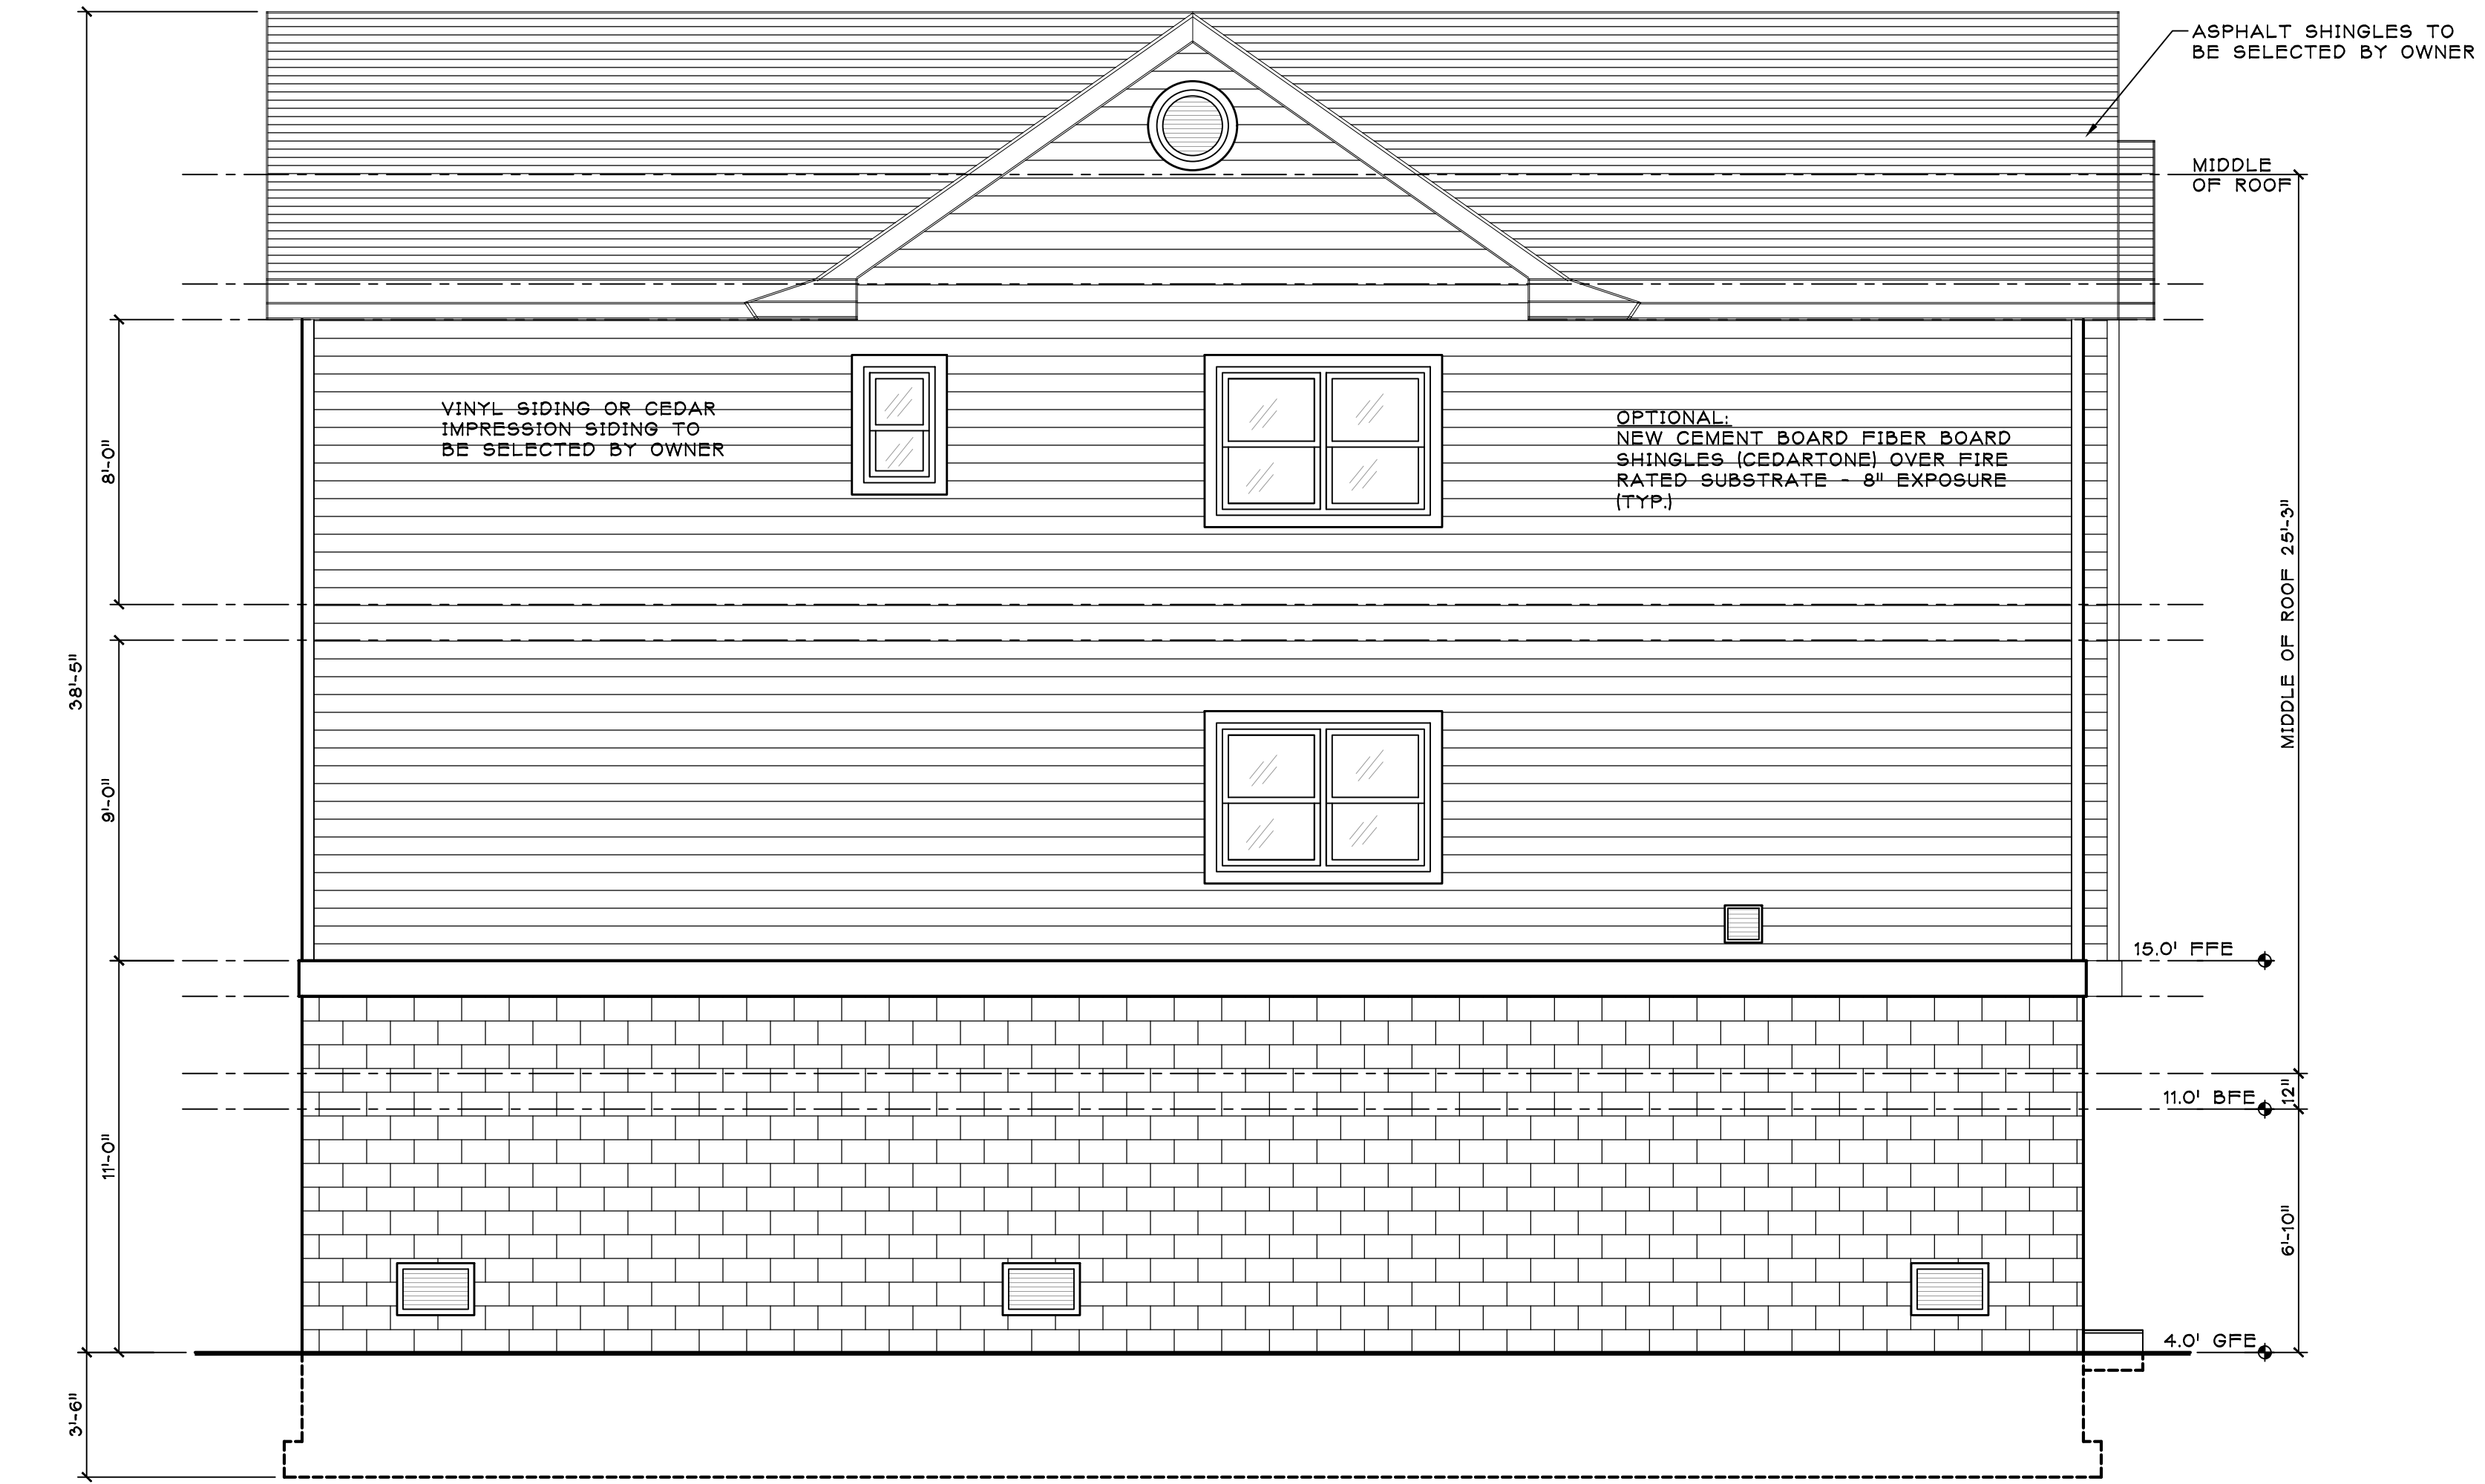 ASPHALT SHINGLES TO
BE SELECTED BY OWNER
MIDDLE
OF ROOF
VINYL SIDING OR CEDAR
IMPRESSION SIDING TO
BE SELECTED BY OWNER
OPTIONAL:
NEW CEMENT BOARD FIBER BOARD
SHINGLES (CEDARTONE) OVER FIRE
RATED SUBSTRATE - 8" EXPOSURE
(TYP.)
8'-0"
38'-5"
9'-0"
11'-0"
3'-6"
MIDDLE OF ROOF 25'-3"
15.0' FFE
12"
11.0' BFE
6'-10"
4.0' GFE